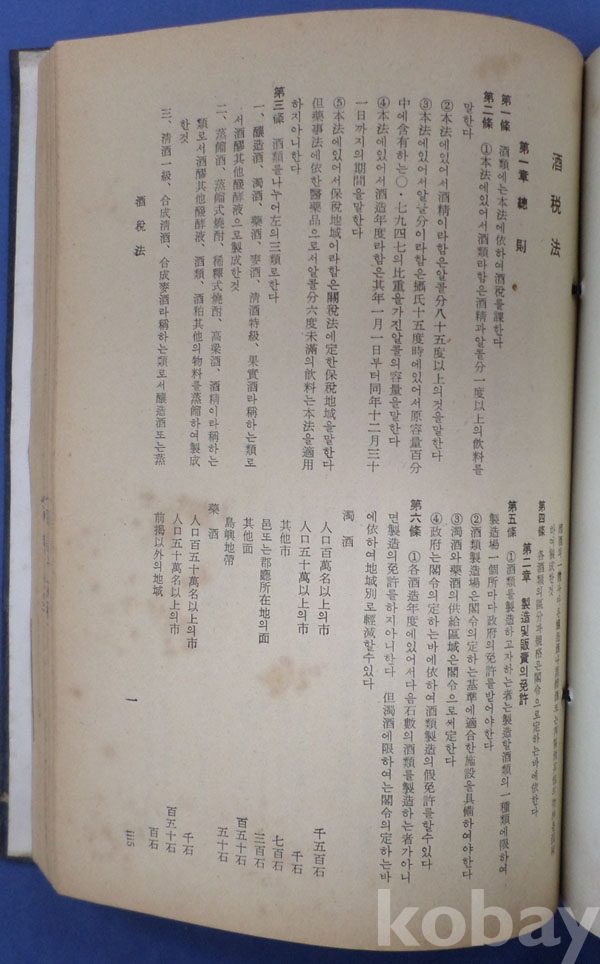 酒稅法
第一章 總則
第一條 酒類에는本法에依하여酒稅를課한다
第二條 ①本法에있어서酒類라함은酒精과알콜分一度以上의飮料를
말한다
②本法에있어서酒精이라함은알콜分八十五度以上의것을말한다
③本法에있어서알콜分이라함은攝氏十五度時에있어서原容量百分
中에含有하는〇·七九四七의比重을가진알콜의容量을말한다
④本法에있어서酒造年度라함은其年一月一日부터同年十二月三十
一日까지의期間을말한다
⑤本法에있어서保稅地域이라함은關稅法에定한保稅地域을말한다
但藥事法에依한醫藥品으로서알콜分六度未滿의飮料는本法을適用
하지아니한다
第三條 酒類를나누어左의三類로한다
一、釀造酒、濁酒、藥酒、麥酒、淸酒特級、果實酒라稱하는類로
서酒醪其他醱酵液으로製成한것
二、蒸餾酒、蒸餾式燒酎、稀釋式燒酎、高粱酒、酒精이라稱하는
類로서酒醪其他醱酵液、酒類、酒粕其他의物料를蒸餾하여製成
한것
三、淸酒一級、合成淸酒、合成麥酒라稱하는類로서釀造酒또는蒸
酒稅法
하여製成한것
第四條 各酒類의區分과規格은閣令으로定하는바에依한다
第二章 製造및販賣의免許
第五條 ①酒類를製造하고자하는者는製造할酒類의一種類에限하여
製造場一個所마다政府의免許를받어야한다
②酒類製造場은閣令의定하는基準에適合한施設을具備하여야한다
③濁酒와藥酒의供給區域은閣令으로써定한다
④政府는閣令의定하는바에依하여酒類製造의假免許를할수있다
第六條 ①各酒造年度에있어서다음石數의酒類를製造하는者가아니
면製造의免許를하지아니한다 但濁酒에限하여는閣令의定하는바
에依하여地域別로輕減할수있다
濁酒
人口百萬名以上의市 千五百石
人口五十萬以上의市 千石
其他市 七百石
邑또는郡廳所在地의面 三百石
其他面 百五十石
島嶼地帶 五十石
藥酒
人口百五十萬名以上의市 千石
人口五十萬名以上의市 百五十石
前揭以外의地域 百石
一
1115
kobay